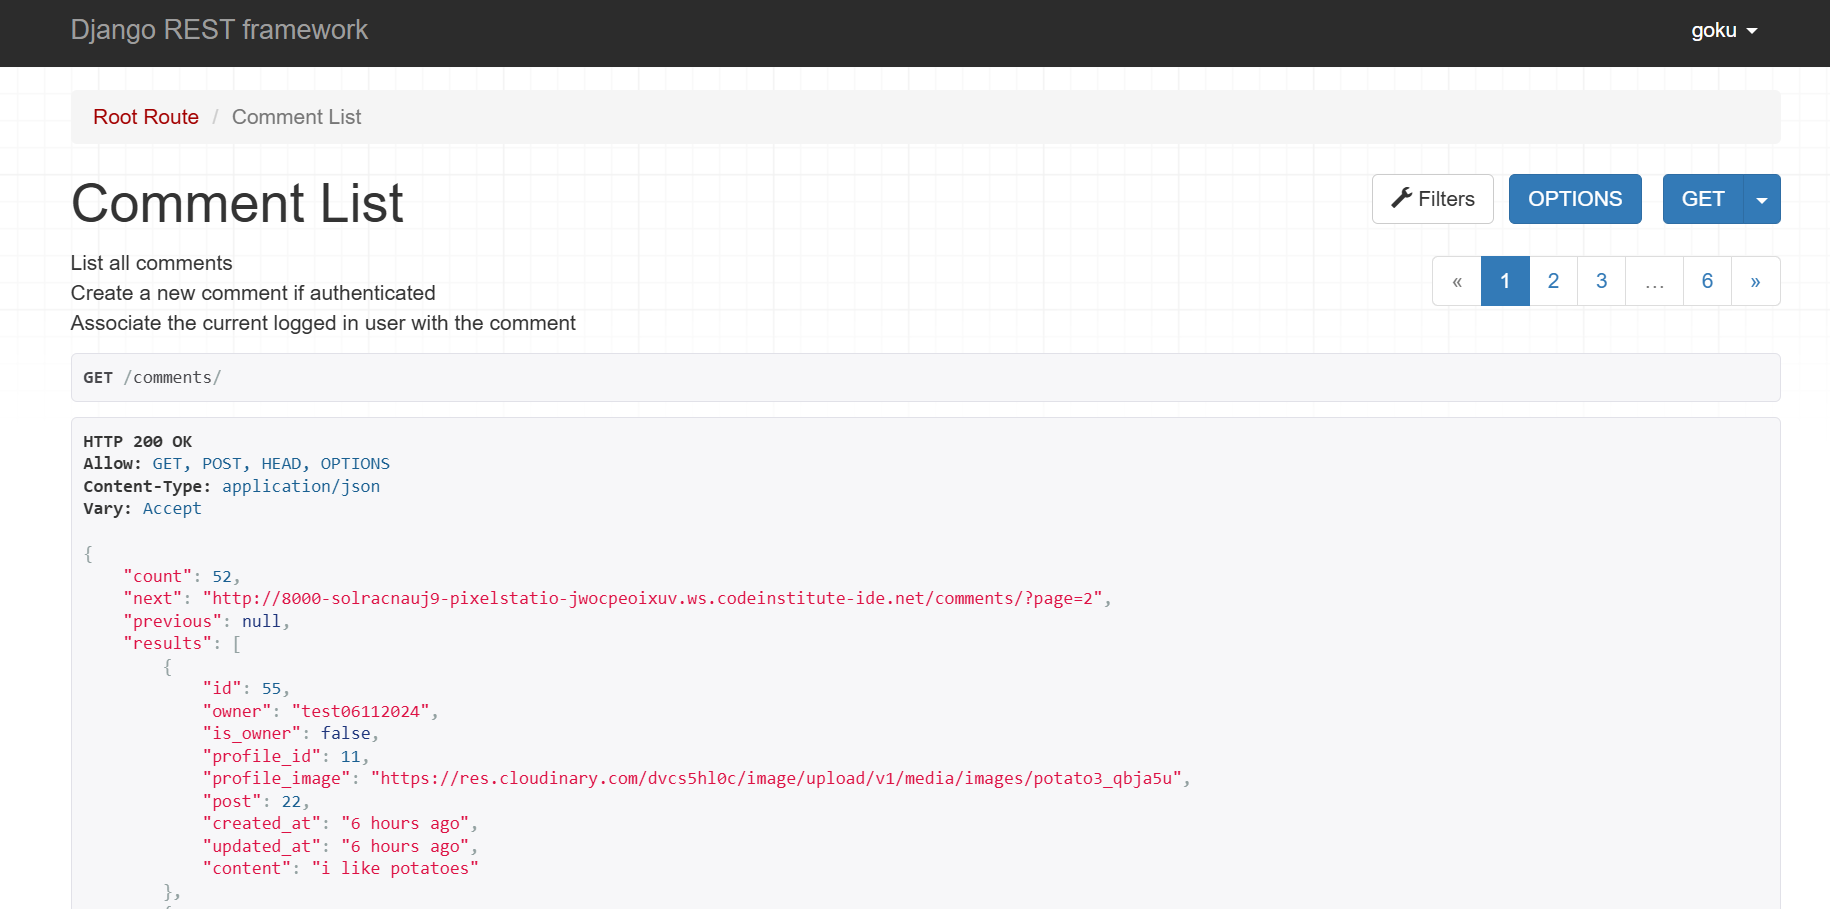 Django REST framework
goku
Root Route / Comment List
Comment List
Filters
OPTIONS
GET
List all comments
Create a new comment if authenticated
Associate the current logged in user with the comment
« 1 2 3 … 6 »
GET /comments/
HTTP 200 OK
Allow: GET, POST, HEAD, OPTIONS
Content-Type: application/json
Vary: Accept
{
    "count": 52,
    "next": "http://8000-solracnauj9-pixelstatio-jwocpeoixuv.ws.codeinstitute-ide.net/comments/?page=2",
    "previous": null,
    "results": [
        {
            "id": 55,
            "owner": "test06112024",
            "is_owner": false,
            "profile_id": 11,
            "profile_image": "https://res.cloudinary.com/dvcs5hl0c/image/upload/v1/media/images/potato3_qbja5u",
            "post": 22,
            "created_at": "6 hours ago",
            "updated_at": "6 hours ago",
            "content": "i like potatoes"
        },